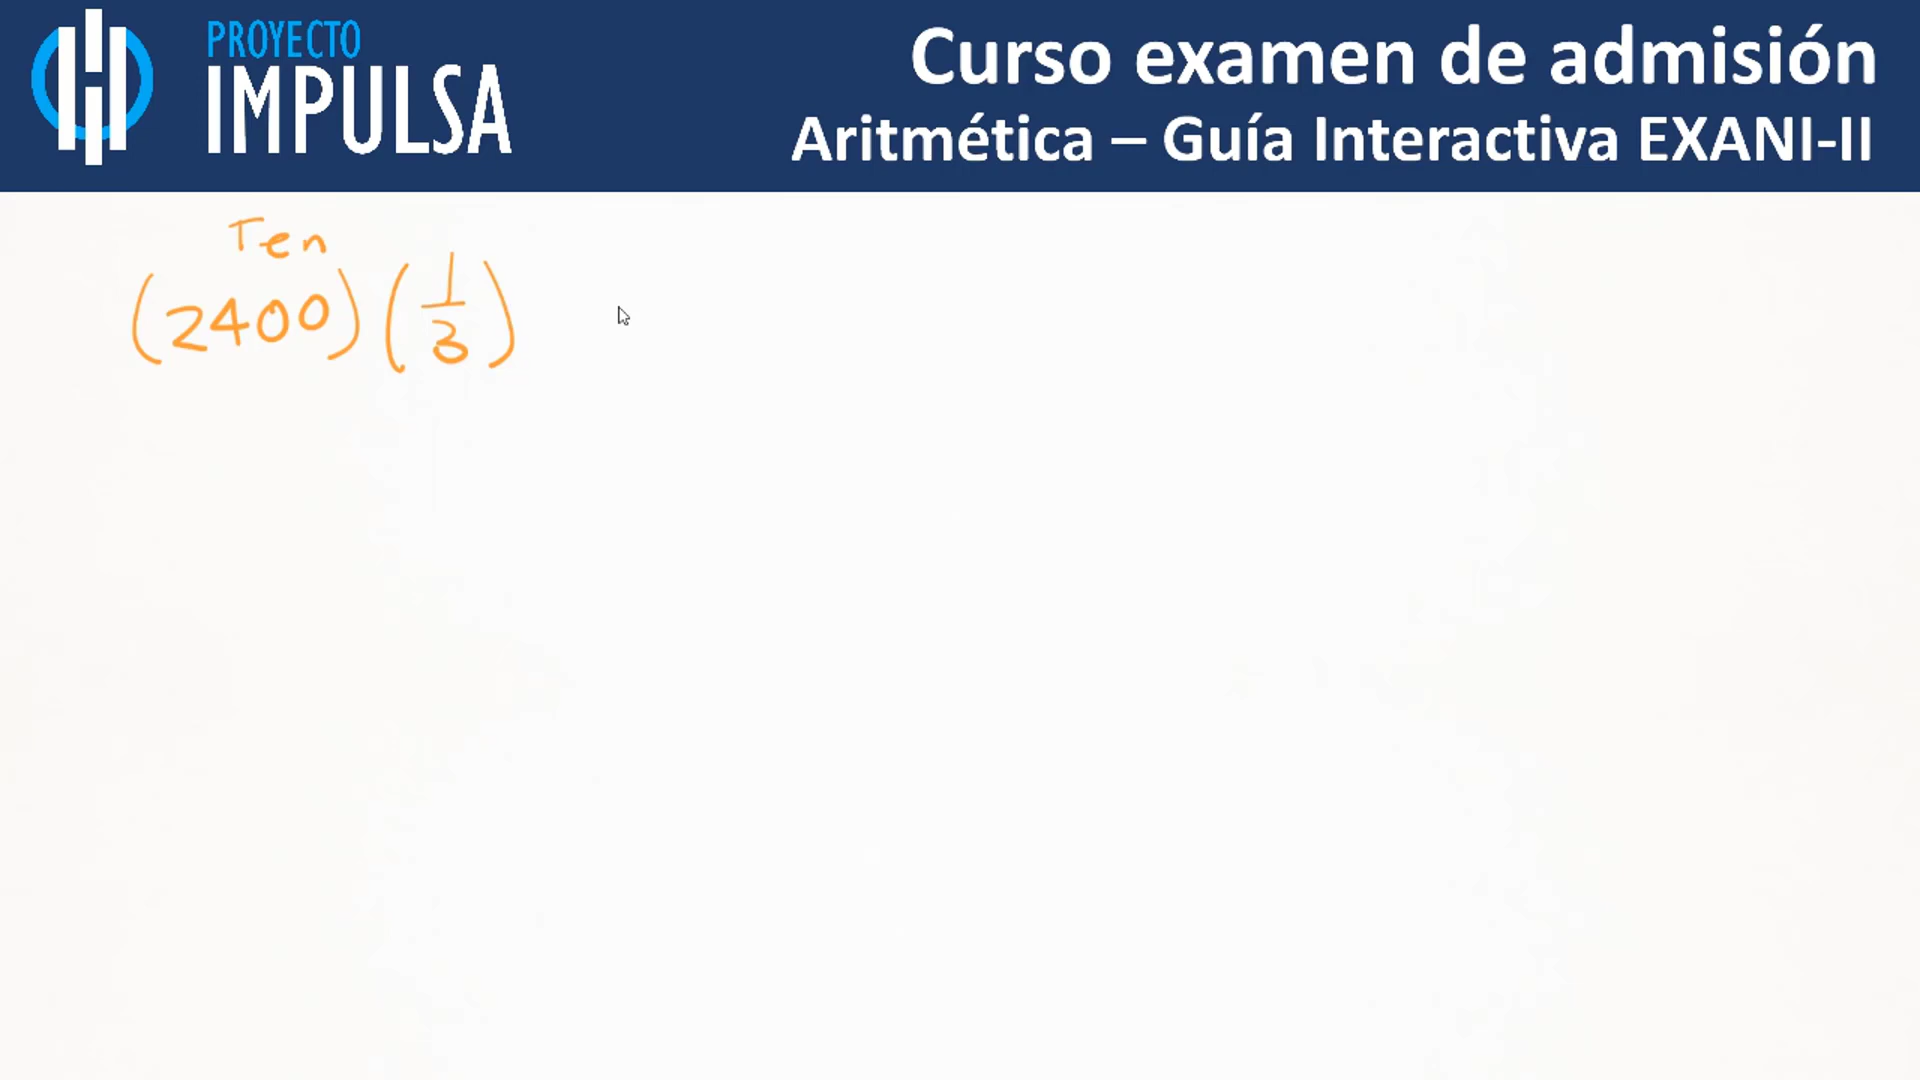 PROYECTO
IMPULSA
Curso examen de admisión
Aritmética – Guía Interactiva EXANI-II
Ten
(2400) (1/3)